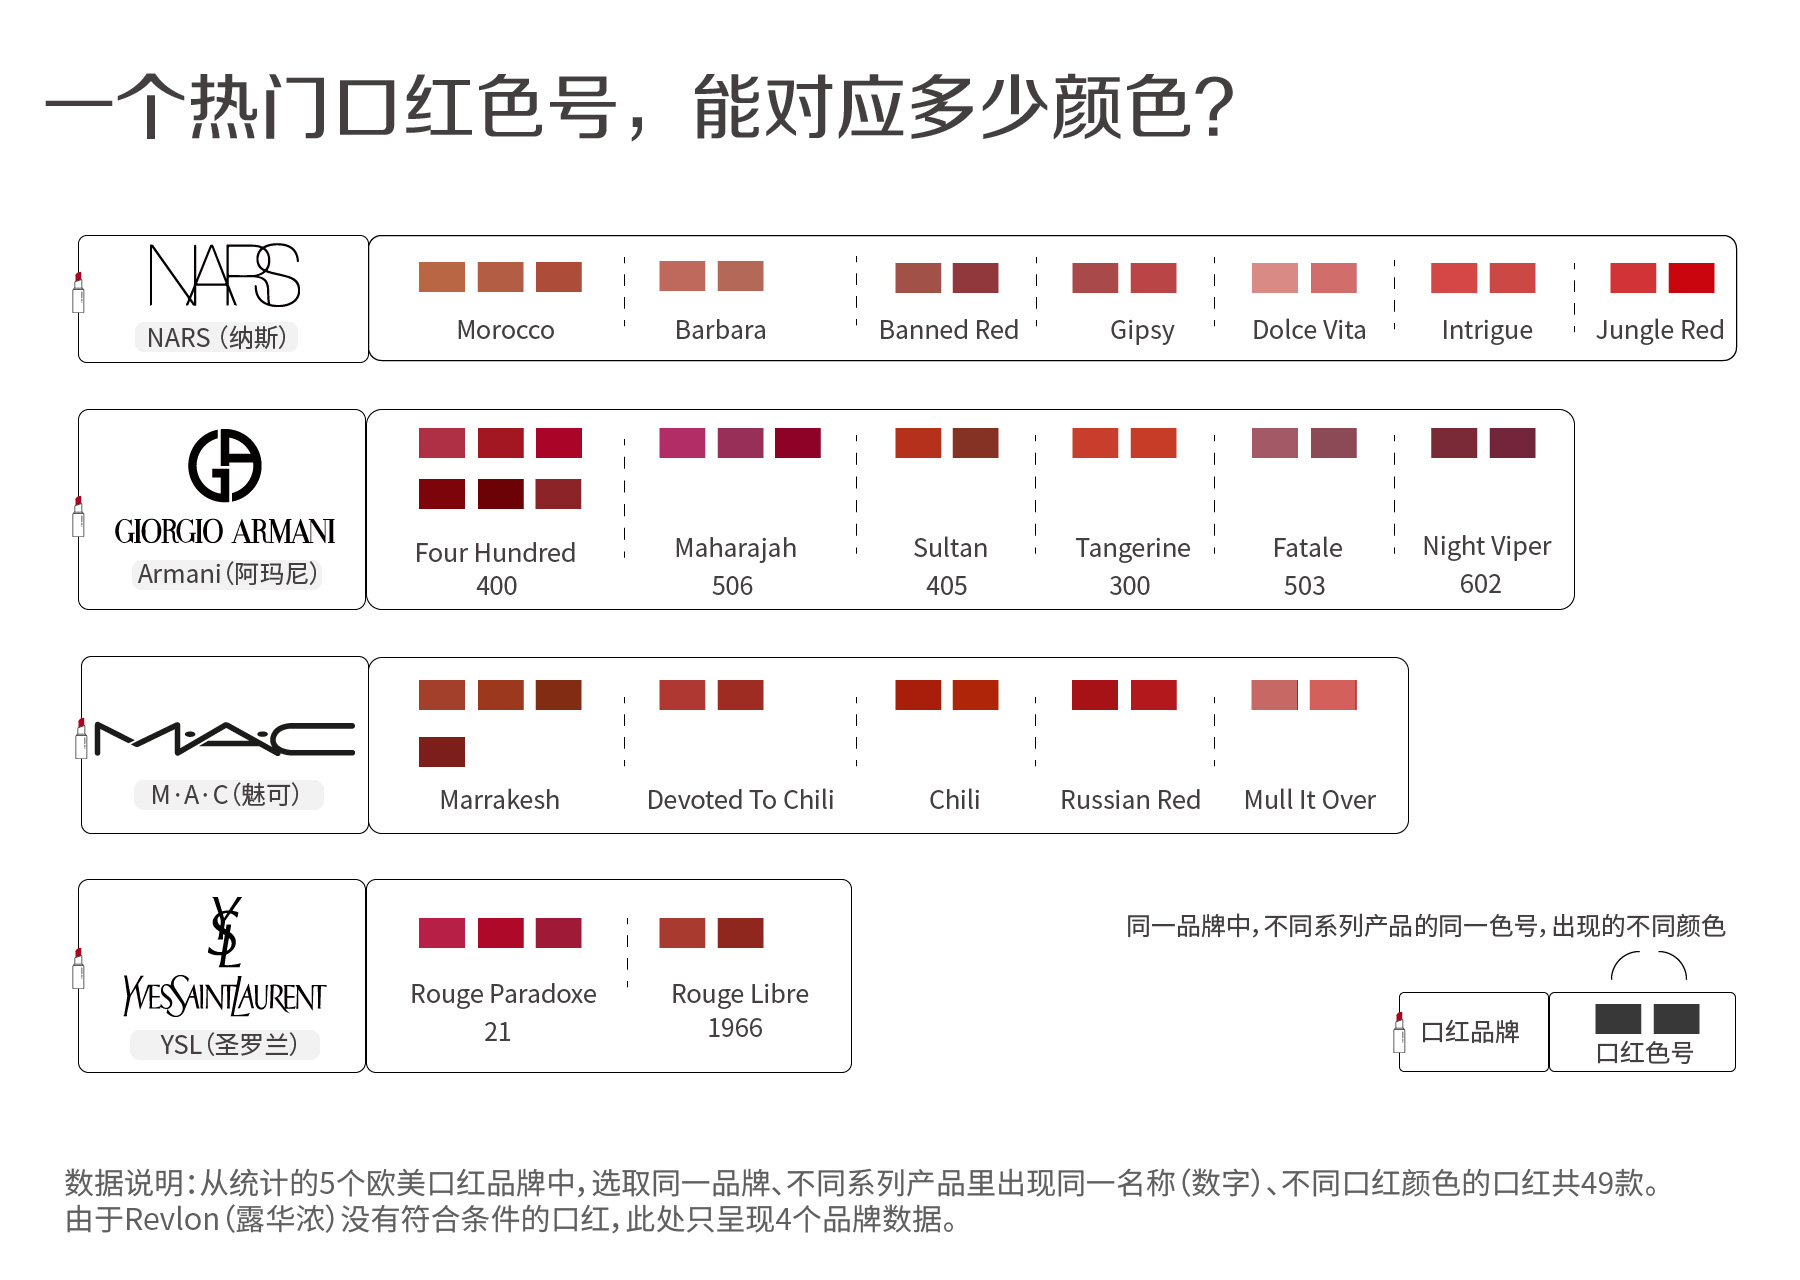 一个热门口红色号，能对应多少颜色？
NARS
NARS（纳斯）
Morocco
Barbara
Banned Red
Gipsy
Dolce Vita
Intrigue
Jungle Red
GIORGIO ARMANI
Armani（阿玛尼）
Four Hundred
400
Maharajah
506
Sultan
405
Tangerine
300
Fatale
503
Night Viper
602
M·A·C
M·A·C（魅可）
Marrakesh
Devoted To Chili
Chili
Russian Red
Mull It Over
YSL
YVESSAINTLAURENT
YSL（圣罗兰）
Rouge Paradoxe
21
Rouge Libre
1966
同一品牌中，不同系列产品的同一色号，出现的不同颜色
口红品牌
口红色号
数据说明：从统计的5个欧美口红品牌中，选取同一品牌、不同系列产品里出现同一名称（数字）、不同口红颜色的口红共49款。
由于Revlon（露华浓）没有符合条件的口红，此处只呈现4个品牌数据。